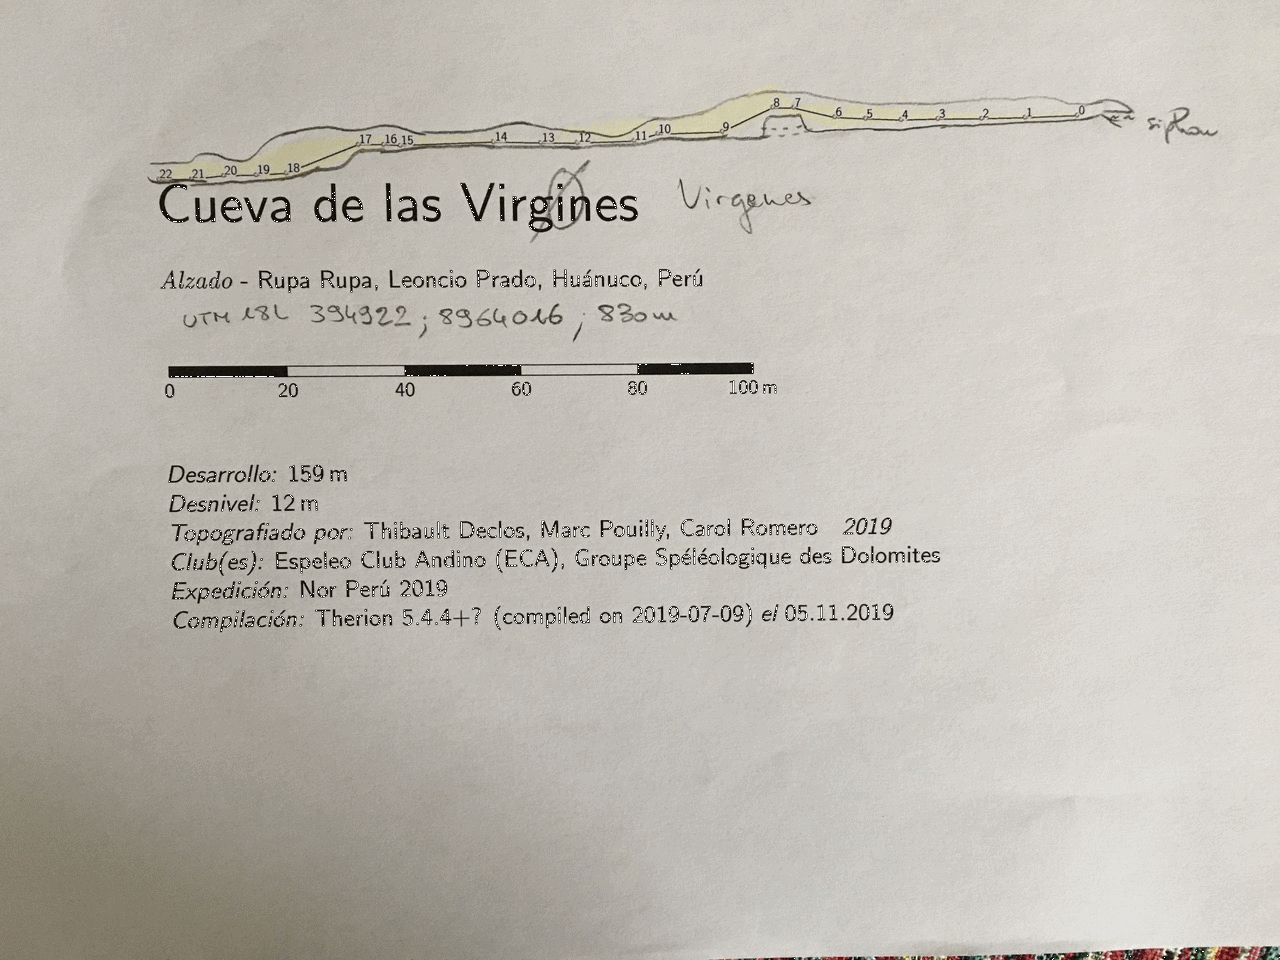 8 7
6 5 4 3 2 1 0 siphon
17 16 15 14 13 12 11 10 9
22 21 20 19 18
Cueva de las Virgines Virgenes
Alzado - Rupa Rupa, Leoncio Prado, Huánuco, Perú
UTM 18L 394922 ; 8964016 ; 830m
0 20 40 60 80 100 m
Desarrollo: 159 m
Desnivel: 12 m
Topografiado por: Thibault Declos, Marc Pouilly, Carol Romero 2019
Club(es): Espeleo Club Andino (ECA), Groupe Spéléologique des Dolomites
Expedición: Nor Perú 2019
Compilación: Therion 5.4.4+? (compiled on 2019-07-09) el 05.11.2019